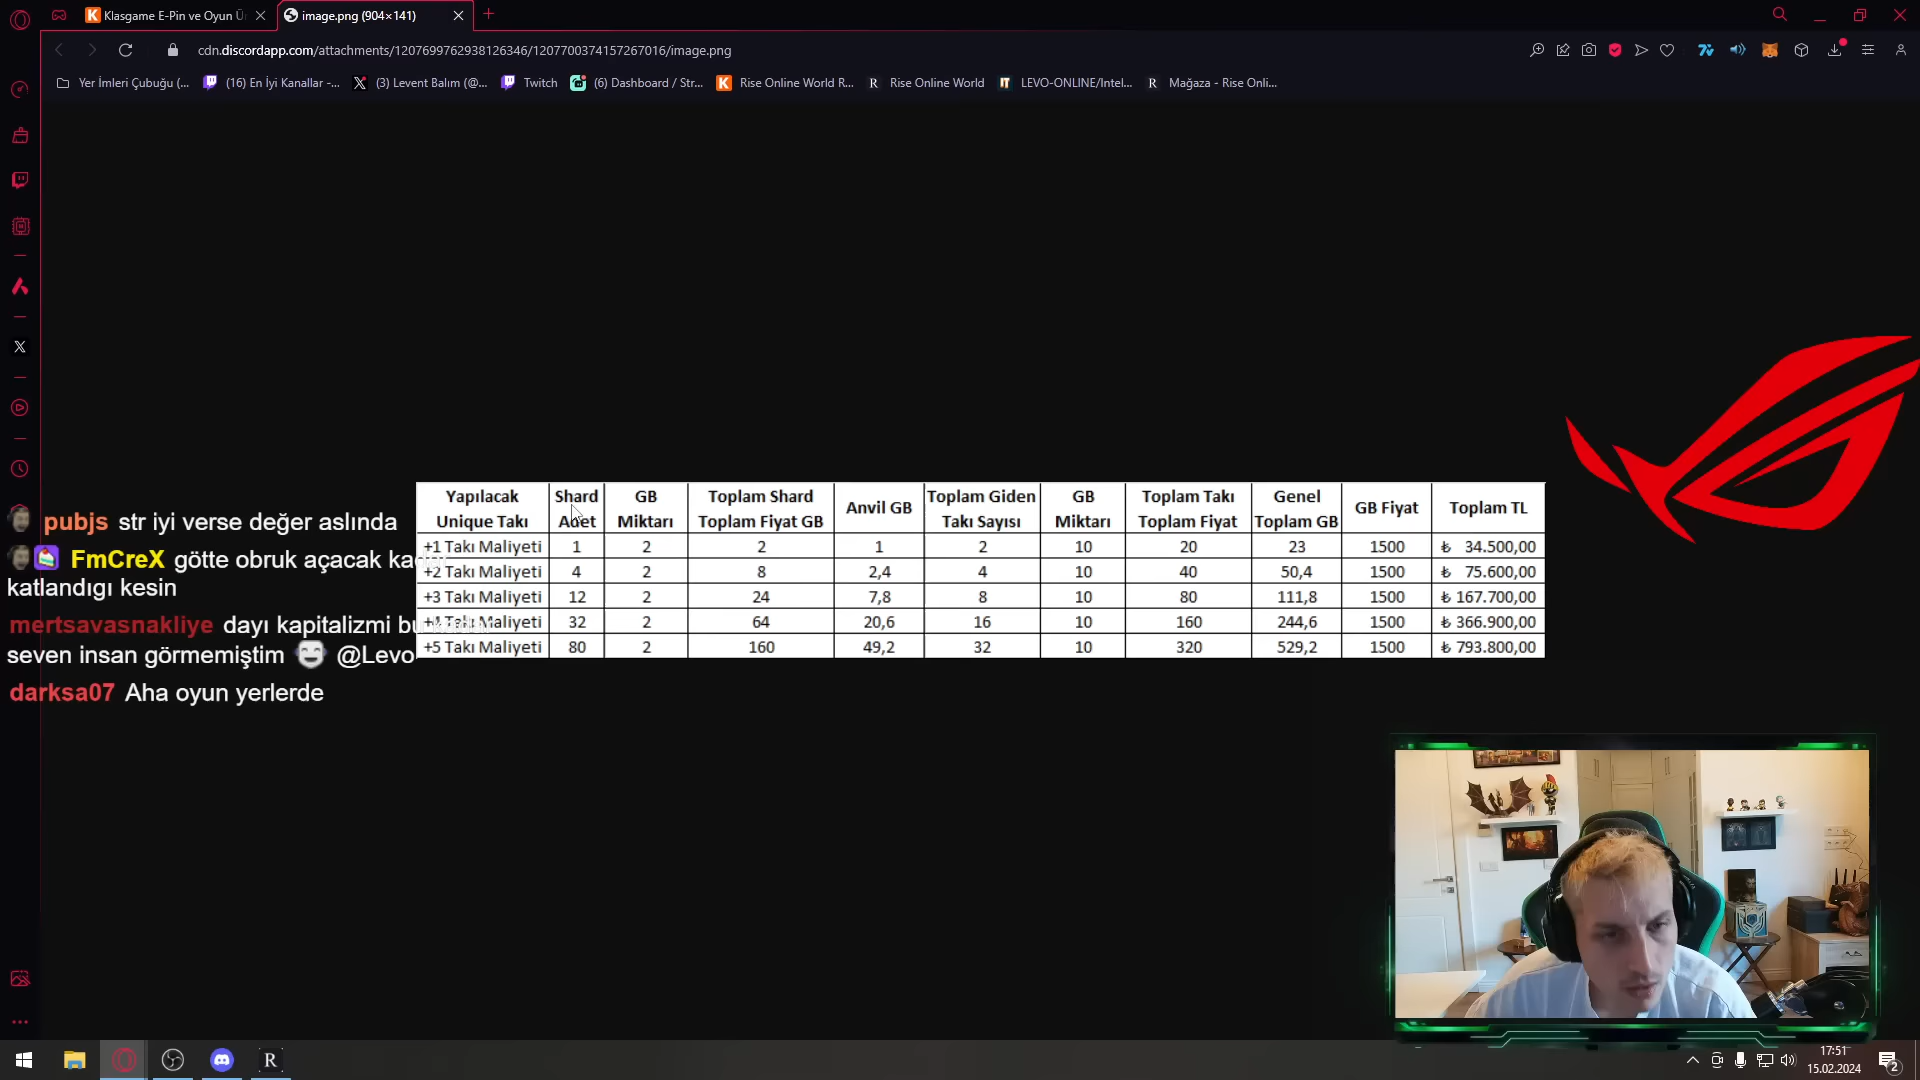 Klasgame E-Pin ve Oyun Ü
image.png (904×141)
cdn.discordapp.com/attachments/1207699762938126346/1207700374157267016/image.png
Yer İmleri Çubuğu (...
(16) En İyi Kanallar -...
(3) Levent Balım (@...
Twitch
(6) Dashboard / Str...
Rise Online World R...
Rise Online World
LEVO-ONLINE/Intel...
Mağaza - Rise Onli...
pubjs str iyi verse değer aslında
FmCreX götte obruk açacak kadar
katlandıgı kesin
mertsavasnakliye dayı kapitalizmi bu
seven insan görmemiştim @Levo
darksa07 Aha oyun yerlerde
Yapılacak Unique Takı | Shard Adet | GB Miktarı | Toplam Shard Toplam Fiyat GB | Anvil GB | Toplam Giden Takı Sayısı | GB Miktarı | Toplam Takı Toplam Fiyat | Genel Toplam GB | GB Fiyat | Toplam TL
+1 Takı Maliyeti 1 2 2 1 2 10 20 23 1500 ₺ 34.500,00
+2 Takı Maliyeti 4 2 8 2,4 4 10 40 50,4 1500 ₺ 75.600,00
+3 Takı Maliyeti 12 2 24 7,8 8 10 80 111,8 1500 ₺ 167.700,00
+4 Takı Maliyeti 32 2 64 20,6 16 10 160 244,6 1500 ₺ 366.900,00
+5 Takı Maliyeti 80 2 160 49,2 32 10 320 529,2 1500 ₺ 793.800,00
17:51
15.02.2024
2